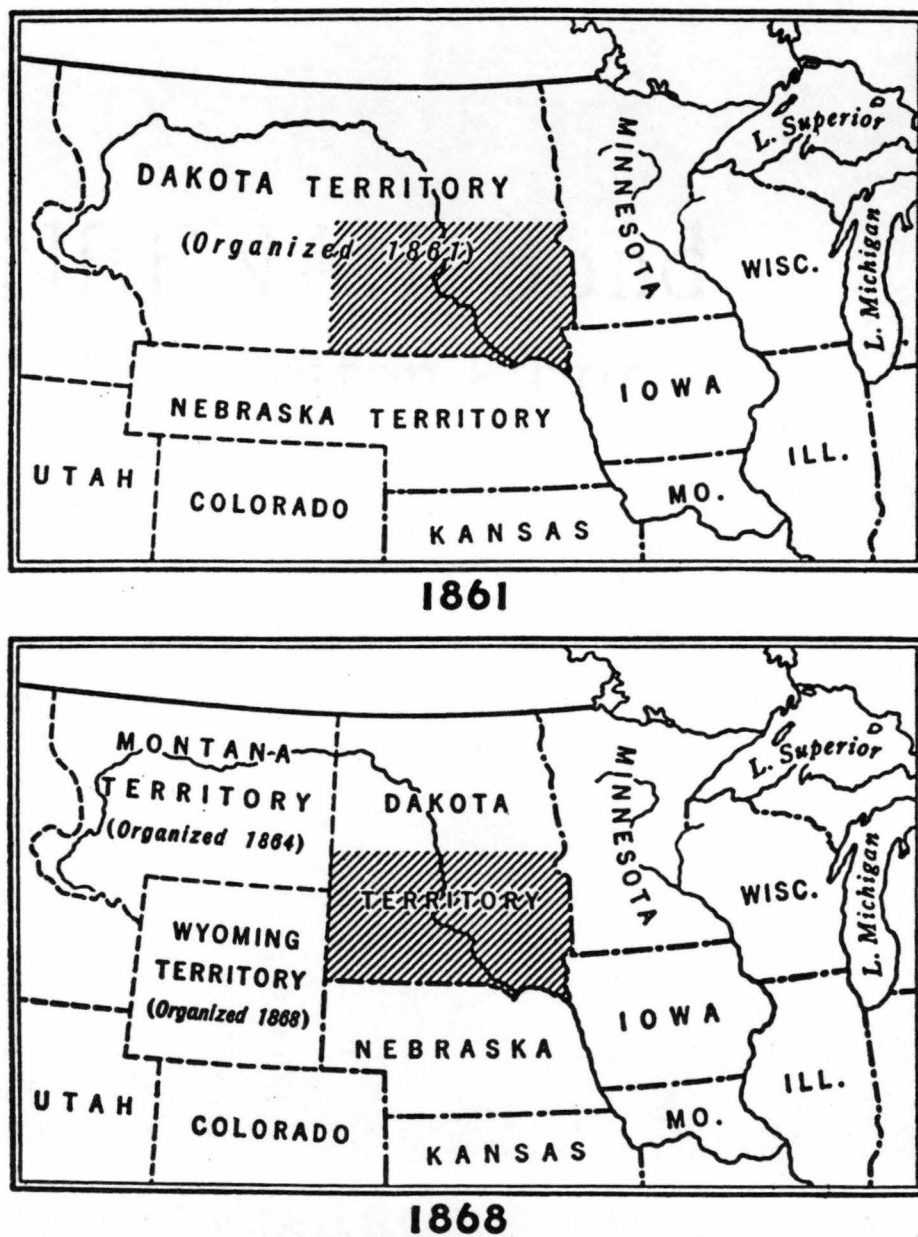 DAKOTA TERRITORY
(Organized 1861)
MINNESOTA
L. Superior
WISC.
L. Michigan
NEBRASKA TERRITORY
IOWA
UTAH
COLORADO
KANSAS
MO.
ILL.
1861
MONTANA
TERRITORY
(Organized 1864)
DAKOTA
TERRITORY
MINNESOTA
L. Superior
WISC.
L. Michigan
WYOMING
TERRITORY
(Organized 1868)
NEBRASKA
IOWA
UTAH
COLORADO
KANSAS
MO.
ILL.
1868